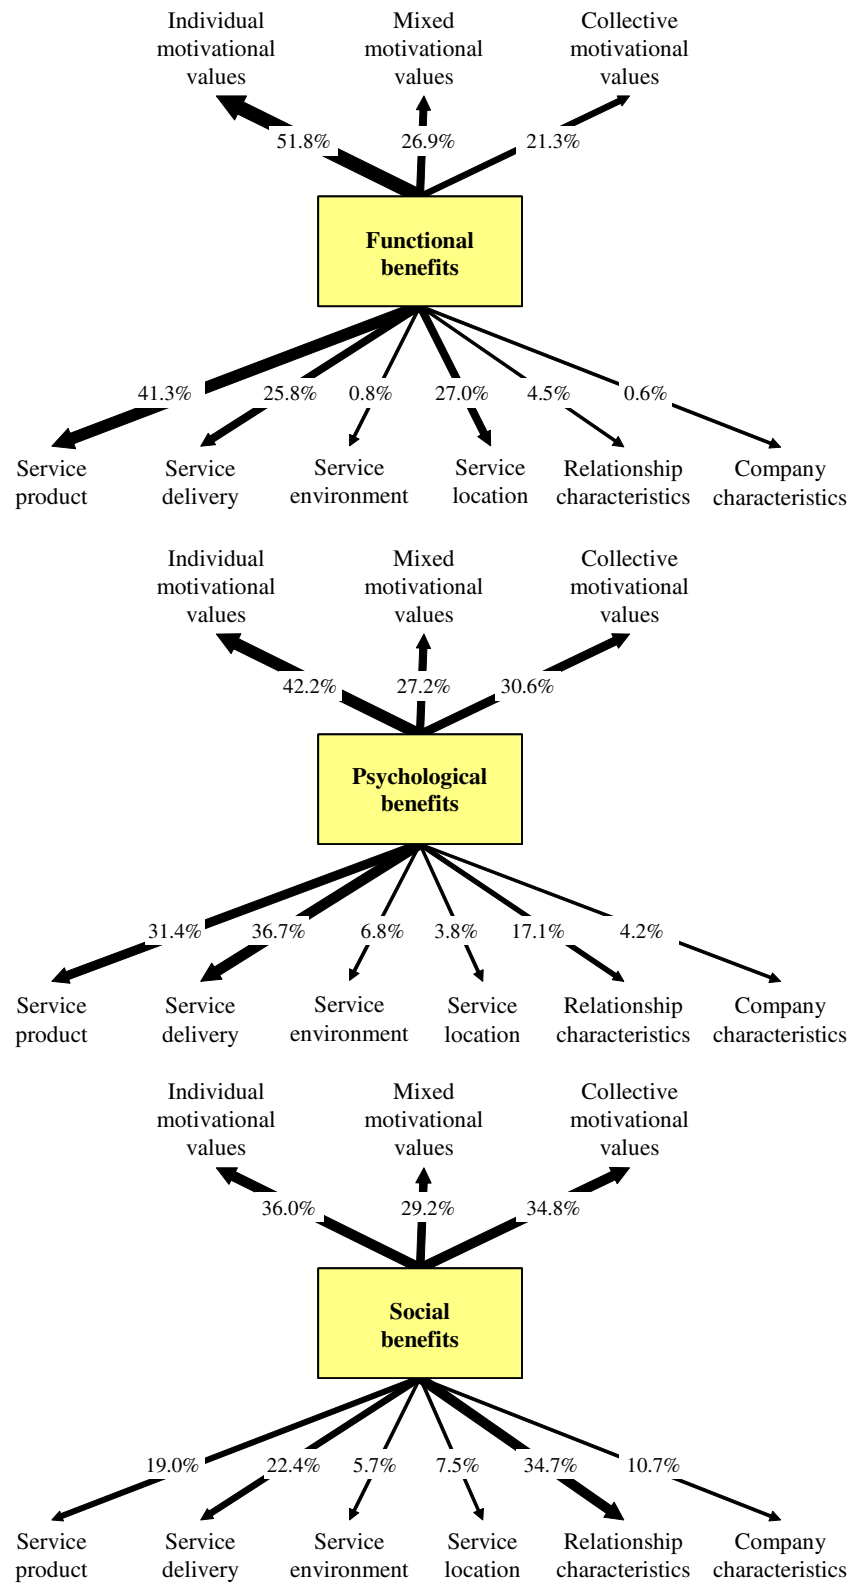 Individual Mixed Collective
motivational motivational motivational
values values values
51.8% 26.9% 21.3%
Functional
benefits
41.3% 25.8% 0.8% 27.0% 4.5% 0.6%
Service Service Service Service Relationship Company
product delivery environment location characteristics characteristics
Individual Mixed Collective
motivational motivational motivational
values values values
42.2% 27.2% 30.6%
Psychological
benefits
31.4% 36.7% 6.8% 3.8% 17.1% 4.2%
Service Service Service Service Relationship Company
product delivery environment location characteristics characteristics
Individual Mixed Collective
motivational motivational motivational
values values values
36.0% 29.2% 34.8%
Social
benefits
19.0% 22.4% 5.7% 7.5% 34.7% 10.7%
Service Service Service Service Relationship Company
product delivery environment location characteristics characteristics